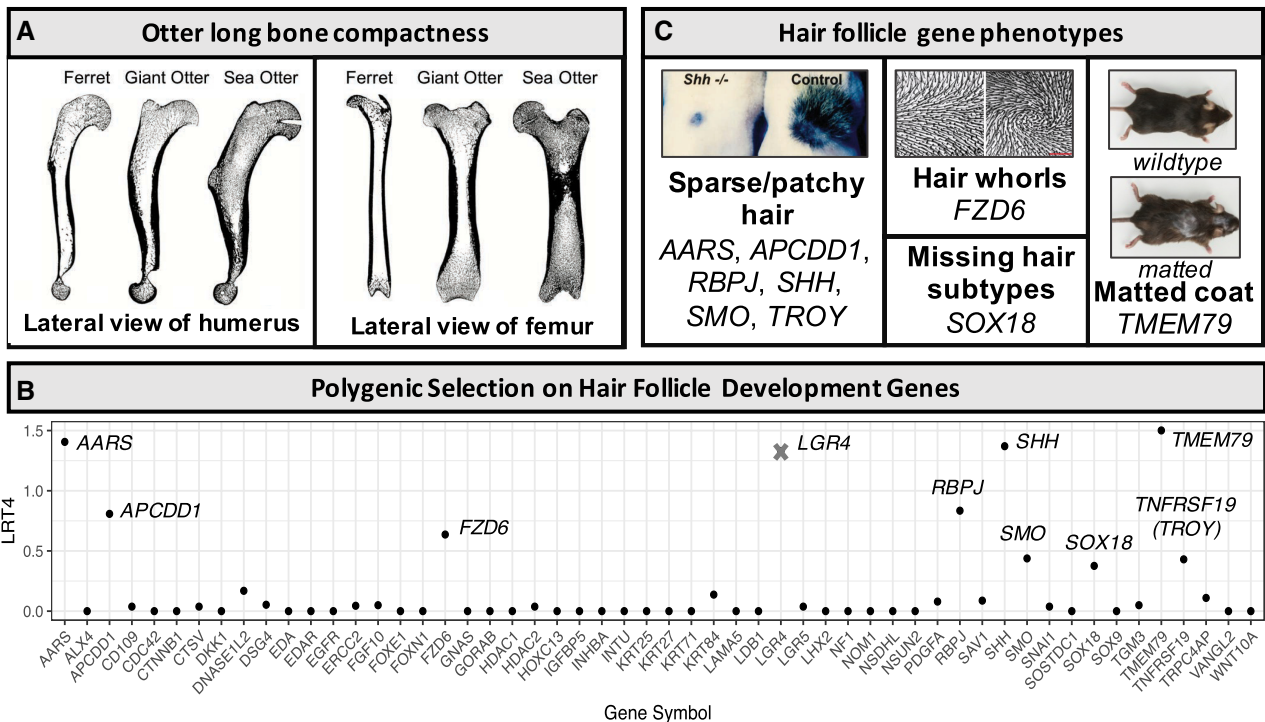 A
Otter long bone compactness
Ferret Giant Otter Sea Otter
Lateral view of humerus
Ferret Giant Otter Sea Otter
Lateral view of femur
C
Hair follicle gene phenotypes
Shh -/- Control
Sparse/patchy
hair
AARS, APCDD1,
RBPJ, SHH,
SMO, TROY
Hair whorls
FZD6
Missing hair
subtypes
SOX18
wildtype
matted
Matted coat
TMEM79
B
Polygenic Selection on Hair Follicle Development Genes
LRT4
1.5
1.0
0.5
0.0
AARS
APCDD1
FZD6
LGR4
RBPJ
SHH
SMO
SOX18
TMEM79
TNFRSF19
(TROY)
AARS
ALX4
APCDD1
CD109
CDC42
CTNNB1
CTSV
DKK1
DNASE1L2
DSG4
EDA
EDAR
EGFR
ERCC2
FGF10
FOXE1
FOXN1
FZD6
GNAS
GORAB
HDAC1
HDAC2
HOXC13
IGFBP5
INHBA
INTU
KRT25
KRT27
KRT71
KRT84
LAMA5
LDB1
LGR4
LGR5
LHX2
NF1
NOM1
NSDHL
NSUN2
PDGFA
RBPJ
SAV1
SHH
SMO
SNAI1
SOSTDC1
SOX18
SOX9
TGM3
TMEM79
TNFRSF19
TRPC4AP
VANGL2
WNT10A
Gene Symbol